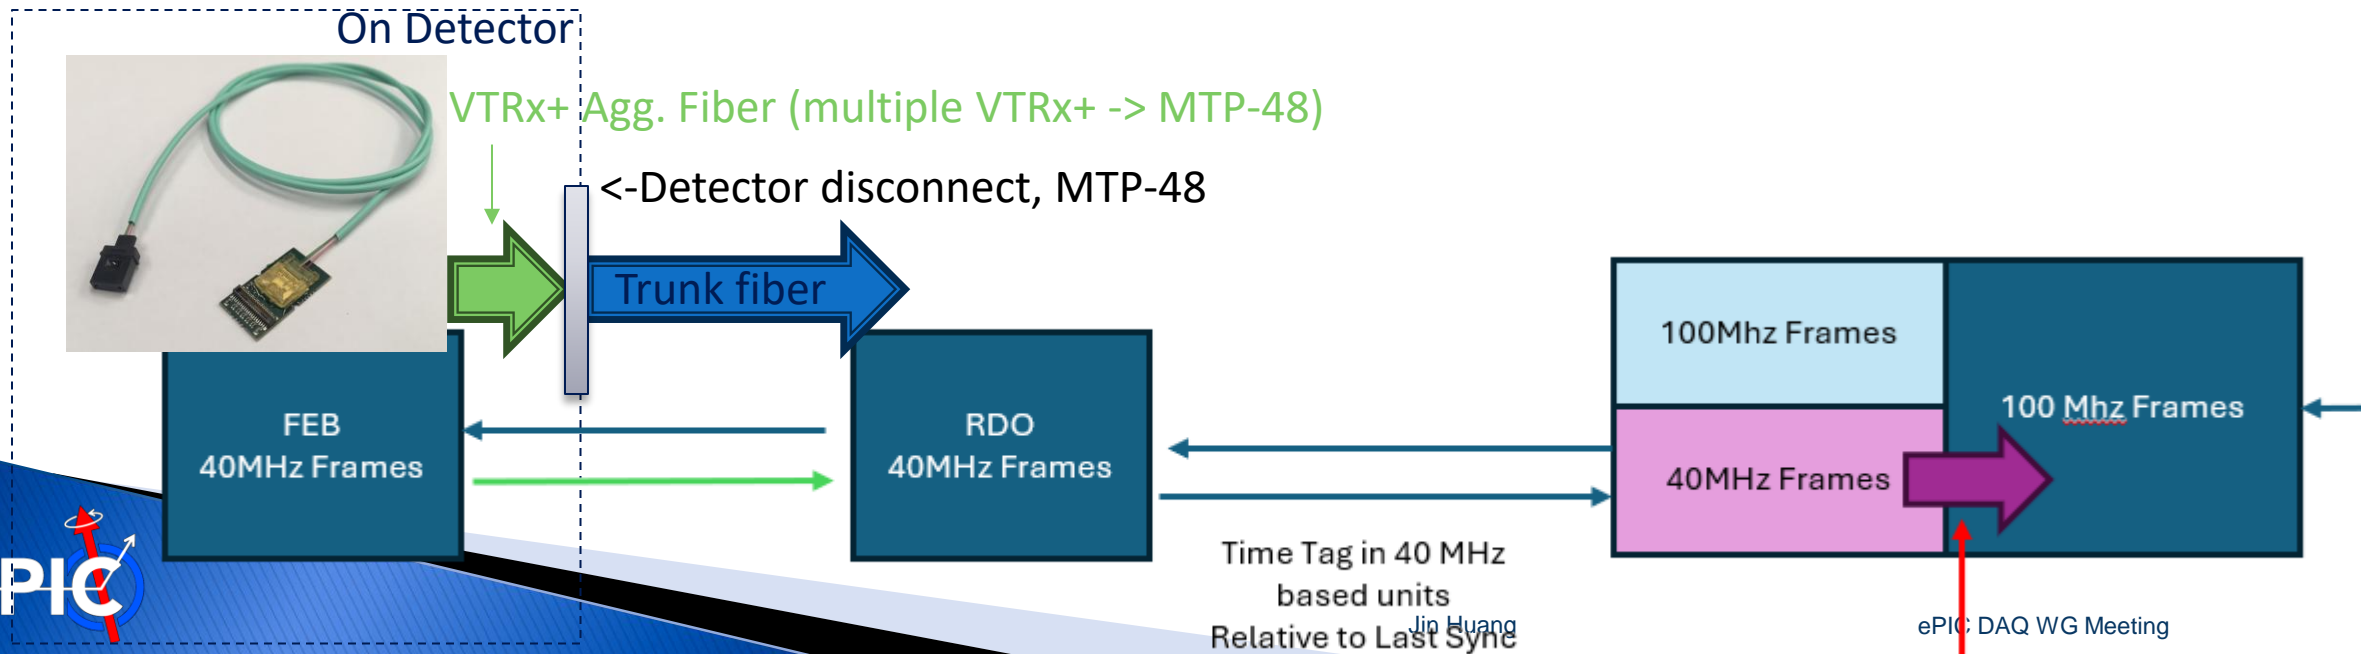 On Detector
VTRx+ Agg. Fiber (multiple VTRx+ -> MTP-48)
<-Detector disconnect, MTP-48
Trunk fiber
FEB
40MHz Frames
RDO
40MHz Frames
100Mhz Frames
40MHz Frames
100 Mhz Frames
Time Tag in 40 MHz
based units
Relative to Last Sync
PIC
Jin Huang
ePIC DAQ WG Meeting